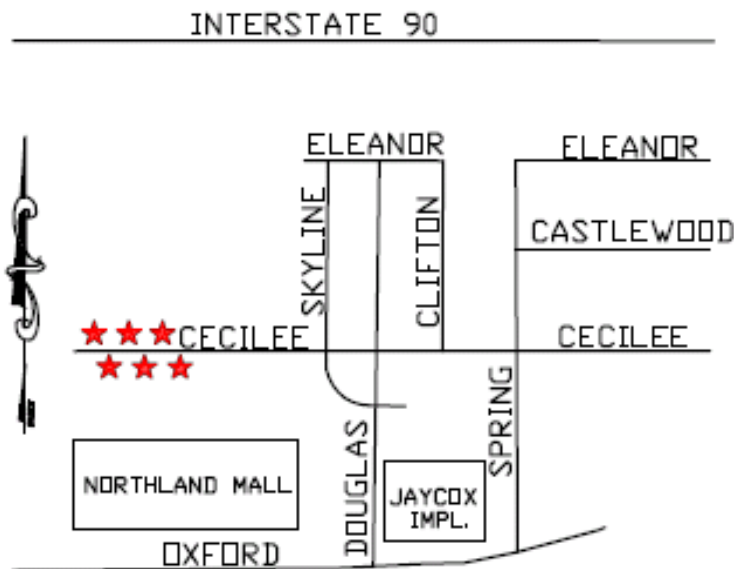 INTERSTATE 90
ELEANOR
ELEANOR
SKYLINE
CLIFTON
CASTLEWOOD
CECILEE
CECILEE
SPRING
DOUGLAS
NORTHLAND MALL
JAYCOX
IMPL.
OXFORD